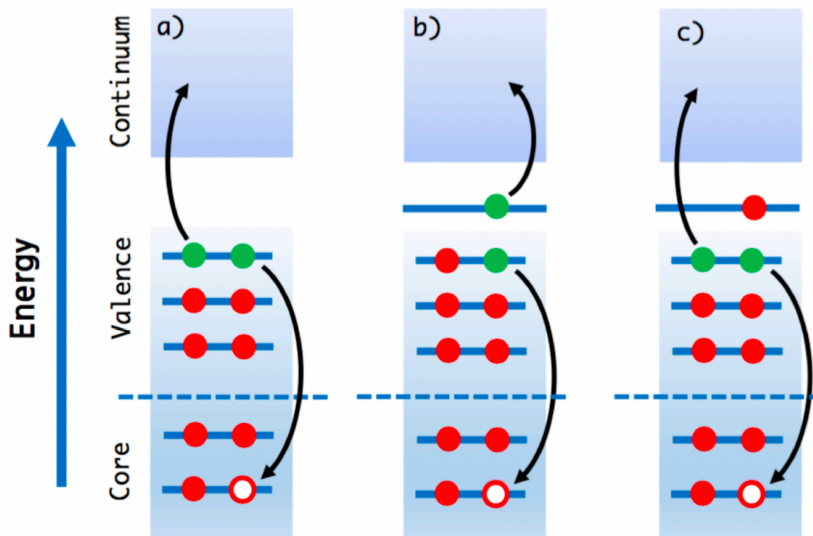 a)
b)
c)
Continuum
Energy
Valence
Core